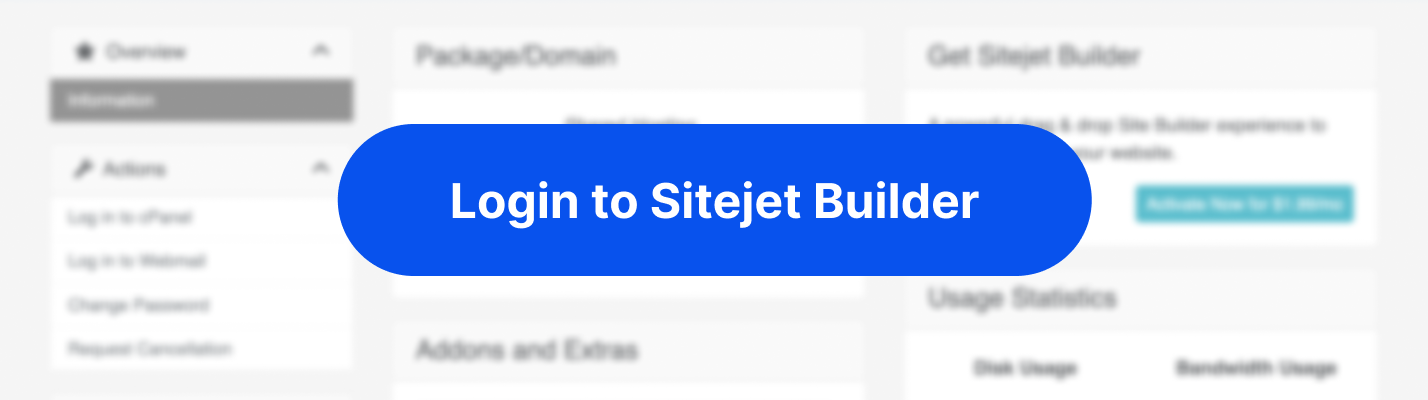 Overview
Information
Actions
Log in to cPanel
Log in to Webmail
Change Password
Request Cancellation
Package/Domain
Shared Hosting
Login to Sitejet Builder
Addons and Extras
Get Sitejet Builder
A powerful drag & drop Site Builder experience to
your website.
Activate Now for $1.99/mo
Usage Statistics
Disk Usage
Bandwidth Usage